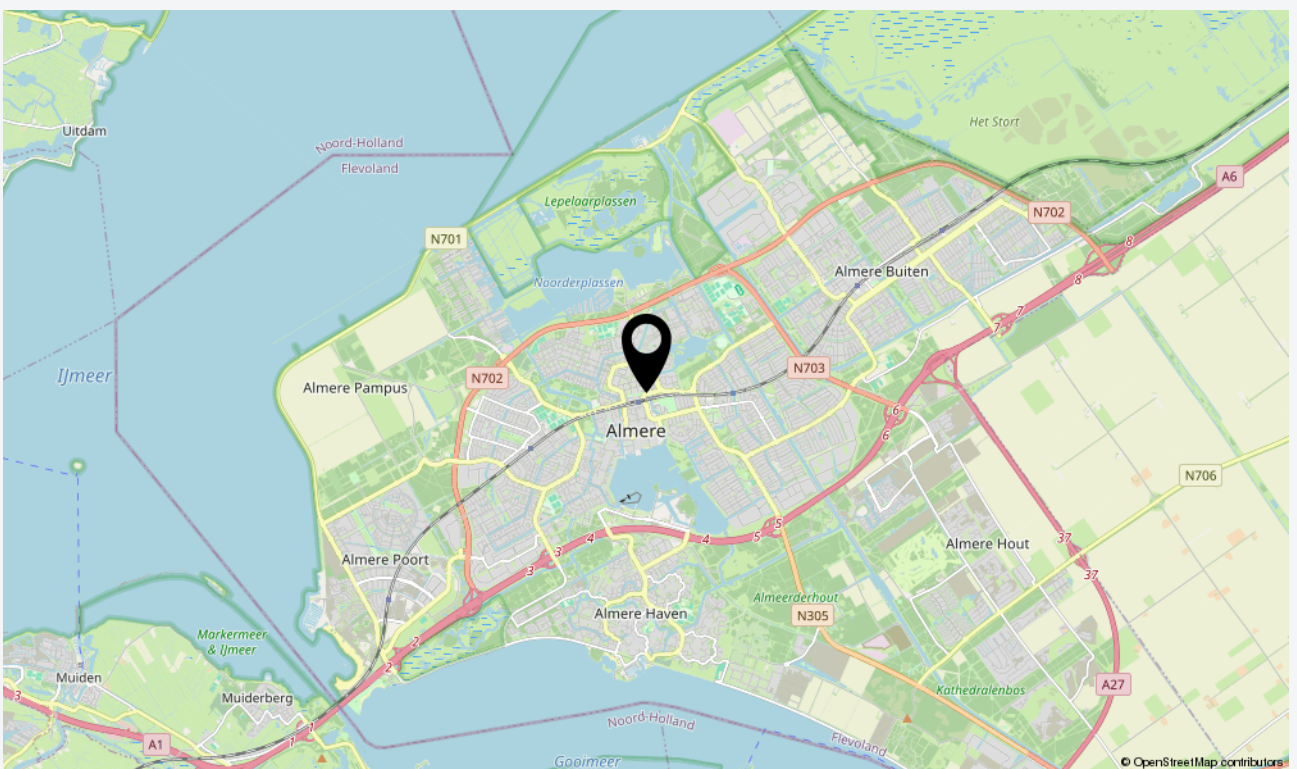 Uitdam
Noord-Holland
Flevoland
Het Stort
A6
Lepelaarplassen
N702
N701
8
Almere Buiten
8
Noorderplassen
7
7
IJmeer
Almere Pampus
N702
N703
6
6
Almere
N706
4
5
5
3
4
37
Almere Poort
3
Almere Hout
37
Almeerderhout
Almere Haven
N305
Markermeer
& IJmeer
2
2
Muiden
Muiderberg
Kathedralenbos
A27
3
1
1
A1
Noord-Holland
Flevoland
Gooimeer
© OpenStreetMap contributors